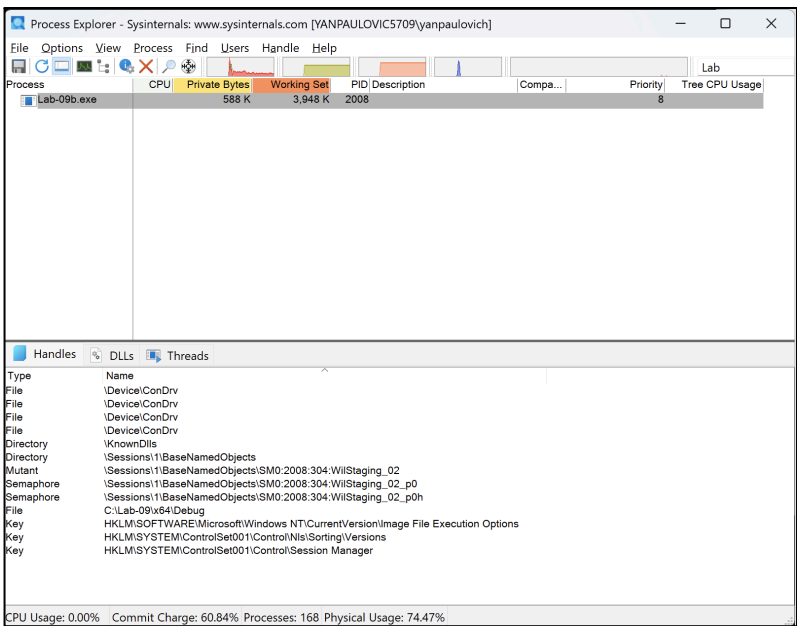 Process Explorer - Sysinternals: www.sysinternals.com [YANPAULOVIC5709\yanpaulovich]
File Options View Process Find Users Handle Help
Lab
Process CPU Private Bytes Working Set PID Description Compa... Priority Tree CPU Usage
Lab-09b.exe 588 K 3,948 K 2008 8
Handles DLLs Threads
Type Name
File \Device\ConDrv
File \Device\ConDrv
File \Device\ConDrv
File \Device\ConDrv
Directory \KnownDlls
Directory \Sessions\1\BaseNamedObjects
Mutant \Sessions\1\BaseNamedObjects\SM0:2008:304:WilStaging_02
Semaphore \Sessions\1\BaseNamedObjects\SM0:2008:304:WilStaging_02_p0
Semaphore \Sessions\1\BaseNamedObjects\SM0:2008:304:WilStaging_02_p0h
File C:\Lab-09\x64\Debug
Key HKLM\SOFTWARE\Microsoft\Windows NT\CurrentVersion\Image File Execution Options
Key HKLM\SYSTEM\ControlSet001\Control\Nls\Sorting\Versions
Key HKLM\SYSTEM\ControlSet001\Control\Session Manager
CPU Usage: 0.00% Commit Charge: 60.84% Processes: 168 Physical Usage: 74.47%